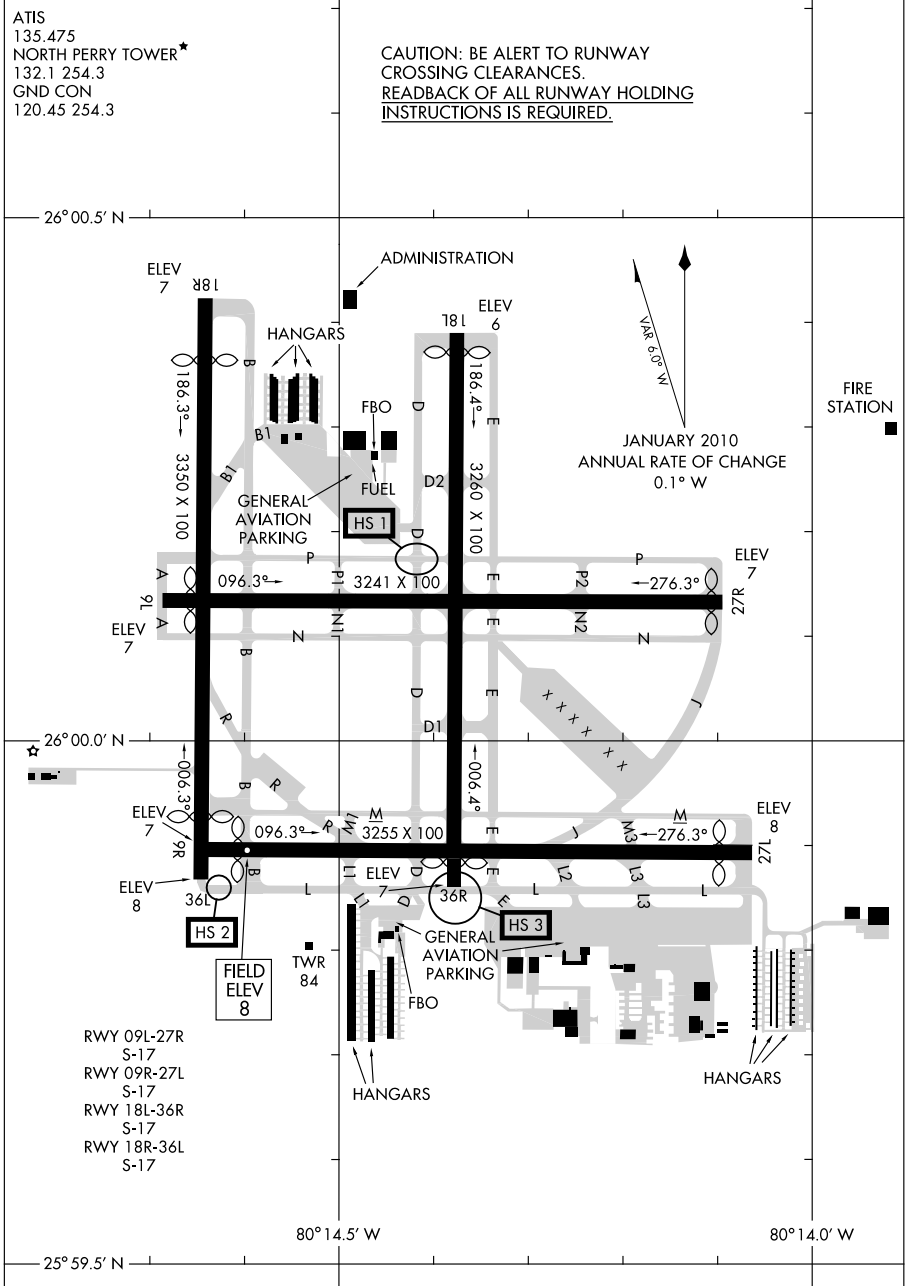 ATIS
135.475
NORTH PERRY TOWER★
132.1 254.3
GND CON
120.45 254.3
CAUTION: BE ALERT TO RUNWAY
CROSSING CLEARANCES.
READBACK OF ALL RUNWAY HOLDING
INSTRUCTIONS IS REQUIRED.
26°00.5' N
ADMINISTRATION
ELEV
7
18R
ELEV
6
18L
HANGARS
VAR 6.0° W
JANUARY 2010
ANNUAL RATE OF CHANGE
0.1° W
FIRE
STATION
B
186.3°
3350 X 100
186.4°
3260 X 100
D
E
FBO
B1
B1
FUEL
D2
GENERAL
AVIATION
PARKING
HS 1
D
P
P
A
096.3°
P1
3241 X 100
E
P2
276.3°
ELEV
7
9L
27R
A
ELEV
7
N1
E
N2
N
N
B
D
E
J
R
D1
X X X X X X
26°00.0' N
006.3°
006.4°
B
R
ELEV
7
9R
096.3°
R
M1
M
3255 X 100
E
J
M3
M
276.3°
ELEV
8
27L
ELEV
8
36L
B
L
L1
ELEV
7
D
E
L2
L3
L
L
L3
L1
D
36R
E
HS 2
HS 3
GENERAL
AVIATION
PARKING
FBO
TWR
84
FIELD
ELEV
8
RWY 09L-27R
S-17
RWY 09R-27L
S-17
RWY 18L-36R
S-17
RWY 18R-36L
S-17
HANGARS
HANGARS
80°14.5' W
80°14.0' W
25°59.5' N